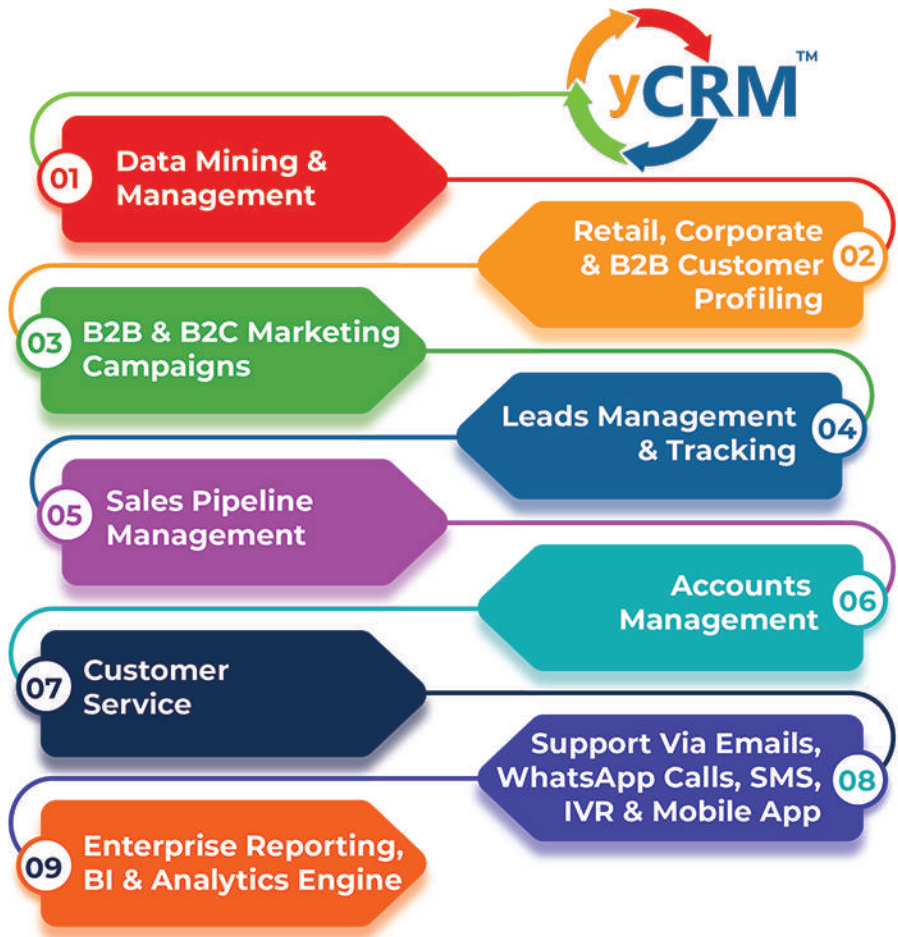 yCRM™
01
Data Mining &
Management
02
Retail, Corporate
& B2B Customer
Profiling
03
B2B & B2C Marketing
Campaigns
04
Leads Management
& Tracking
05
Sales Pipeline
Management
06
Accounts
Management
07
Customer
Service
08
Support Via Emails,
WhatsApp Calls, SMS,
IVR & Mobile App
09
Enterprise Reporting,
BI & Analytics Engine